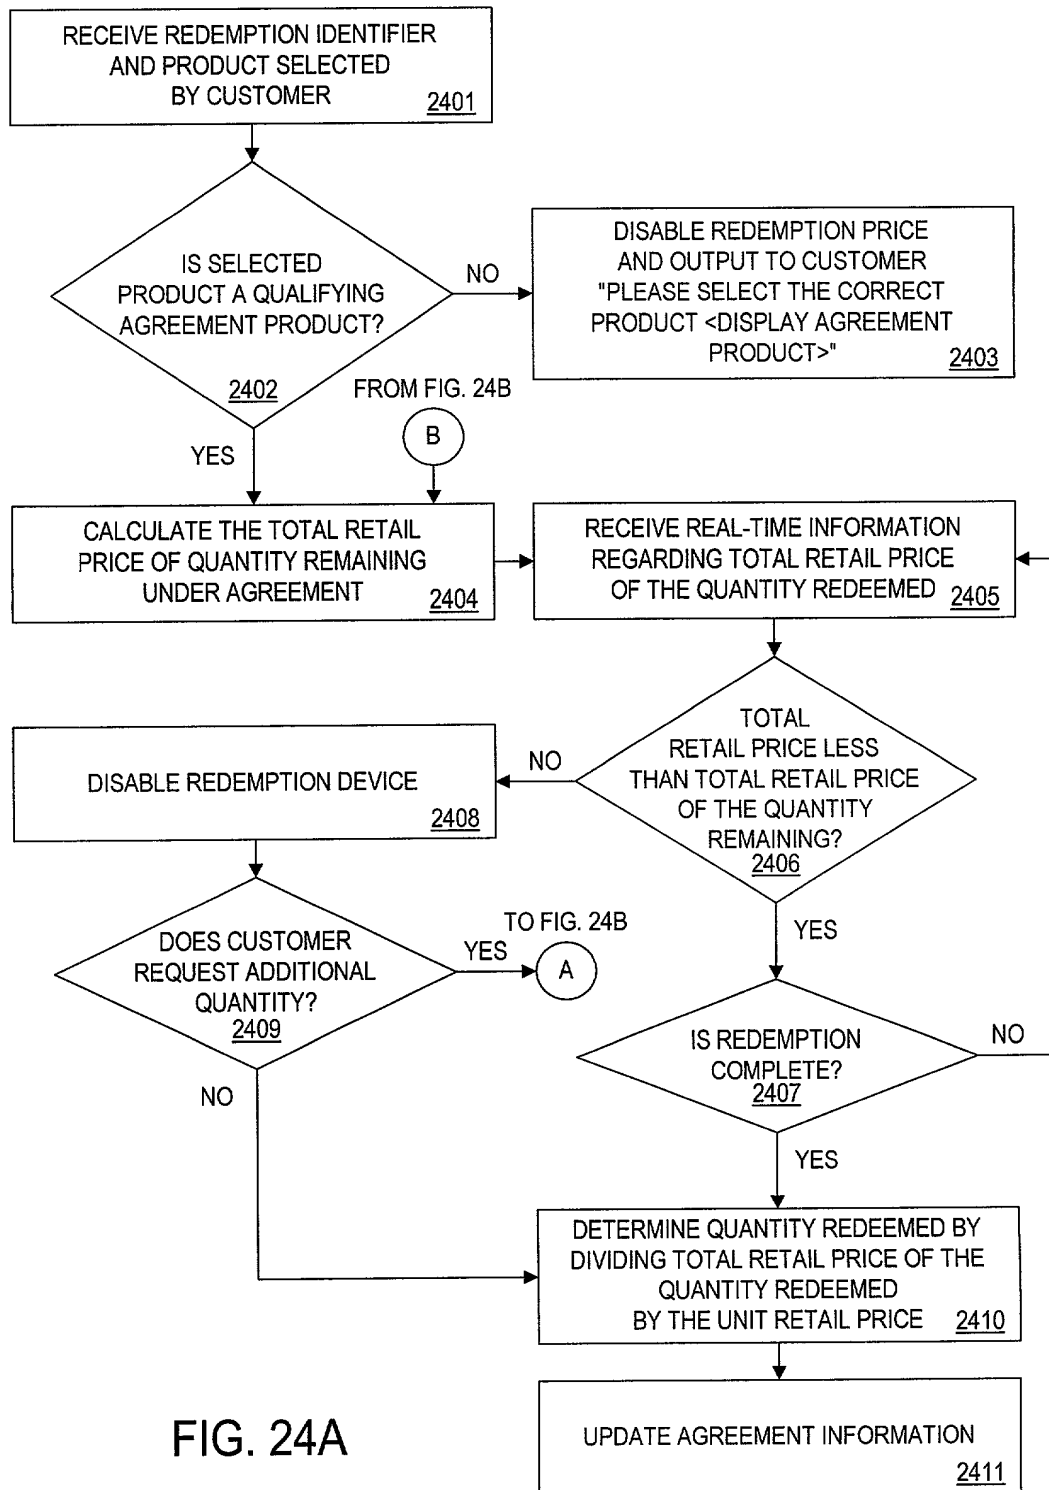 RECEIVE REDEMPTION IDENTIFIER
AND PRODUCT SELECTED
BY CUSTOMER
2401
IS SELECTED
PRODUCT A QUALIFYING
AGREEMENT PRODUCT?
2402
NO
DISABLE REDEMPTION PRICE
AND OUTPUT TO CUSTOMER
"PLEASE SELECT THE CORRECT
PRODUCT <DISPLAY AGREEMENT
PRODUCT>"
2403
FROM FIG. 24B
B
YES
CALCULATE THE TOTAL RETAIL
PRICE OF QUANTITY REMAINING
UNDER AGREEMENT
2404
RECEIVE REAL-TIME INFORMATION
REGARDING TOTAL RETAIL PRICE
OF THE QUANTITY REDEEMED
2405
TOTAL
RETAIL PRICE LESS
THAN TOTAL RETAIL PRICE
OF THE QUANTITY
REMAINING?
2406
NO
DISABLE REDEMPTION DEVICE
2408
YES
DOES CUSTOMER
REQUEST ADDITIONAL
QUANTITY?
2409
YES
TO FIG. 24B
A
NO
IS REDEMPTION
COMPLETE?
2407
NO
YES
DETERMINE QUANTITY REDEEMED BY
DIVIDING TOTAL RETAIL PRICE OF THE
QUANTITY REDEEMED
BY THE UNIT RETAIL PRICE
2410
UPDATE AGREEMENT INFORMATION
2411
FIG. 24A